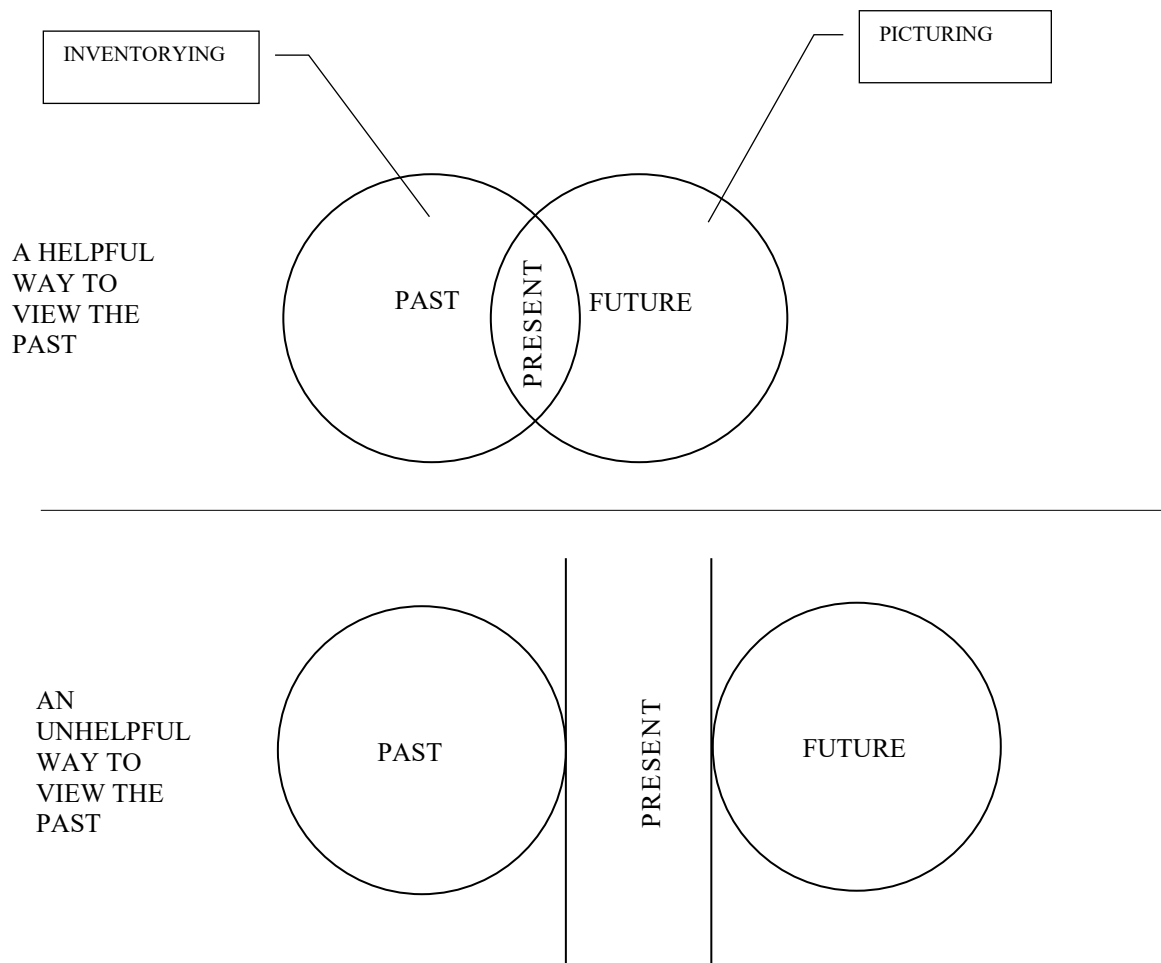 INVENTORYING
PICTURING
A HELPFUL
WAY TO
VIEW THE
PAST
PAST
PRESENT
FUTURE
AN
UNHELPFUL
WAY TO
VIEW THE
PAST
PAST
PRESENT
FUTURE